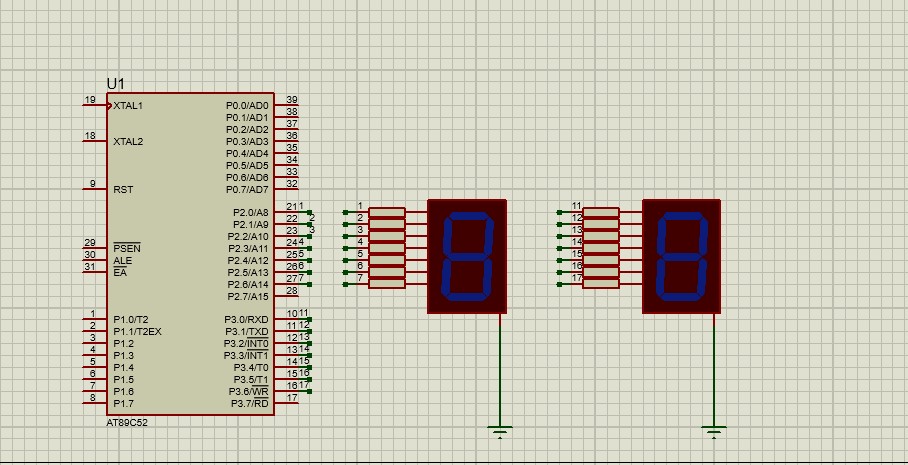 U1
19 XTAL1 P0.0/AD0 39
P0.1/AD1 38
P0.2/AD2 37
18 XTAL2 P0.3/AD3 36
P0.4/AD4 35
P0.5/AD5 34
P0.6/AD6 33
9 RST P0.7/AD7 32
P2.0/A8 21 1
P2.1/A9 22 2
P2.2/A10 23 3
29 PSEN P2.3/A11 24 4
30 ALE P2.4/A12 25 5
31 EA P2.5/A13 26 6
P2.6/A14 27 7
P2.7/A15 28
1 P1.0/T2 P3.0/RXD 10 11
2 P1.1/T2EX P3.1/TXD 11 12
3 P1.2 P3.2/INT0 12 13
4 P1.3 P3.3/INT1 13 14
5 P1.4 P3.4/T0 14 15
6 P1.5 P3.5/T1 15 16
7 P1.6 P3.6/WR 16 17
8 P1.7 P3.7/RD 17
AT89C52
1
2
3
4
5
6
7
11
12
13
14
15
16
17